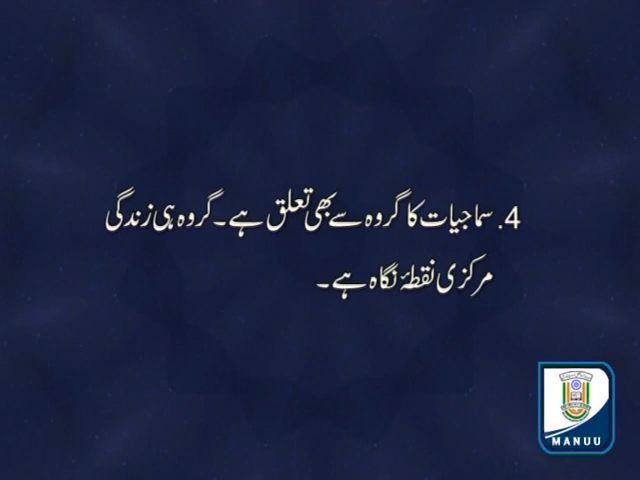 4. سماجیات کا گروہ سے بھی تعلق ہے۔ گروہ ہی زندگی
مرکزی نقطۂ نگاہ ہے۔
MANUU